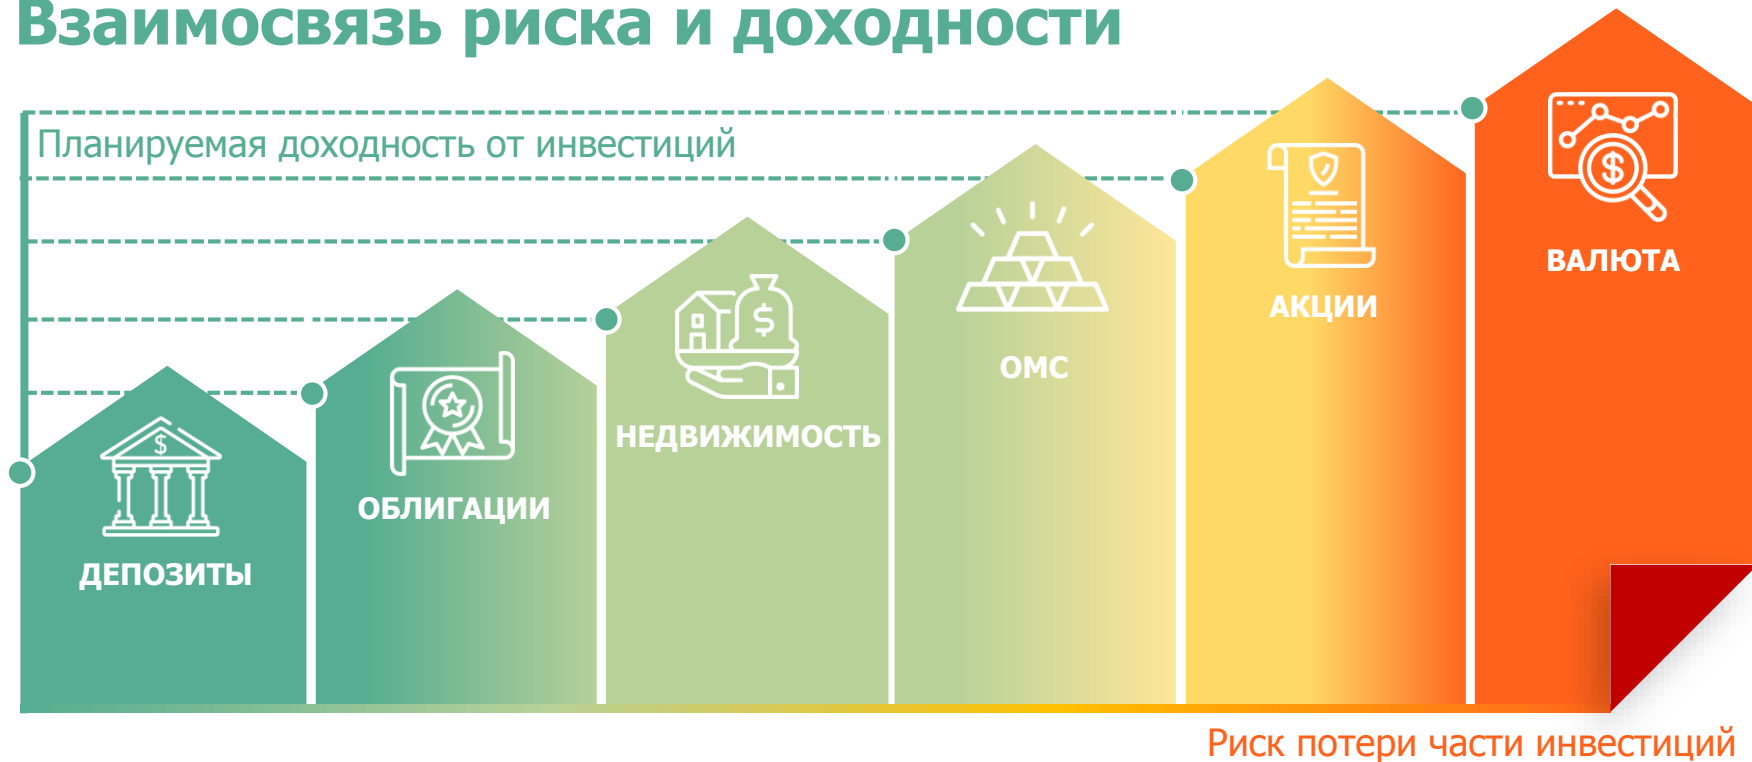 Взаимосвязь риска и доходности
Планируемая доходность от инвестиций
ДЕПОЗИТЫ
ОБЛИГАЦИИ
НЕДВИЖИМОСТЬ
ОМС
АКЦИИ
ВАЛЮТА
Риск потери части инвестиций